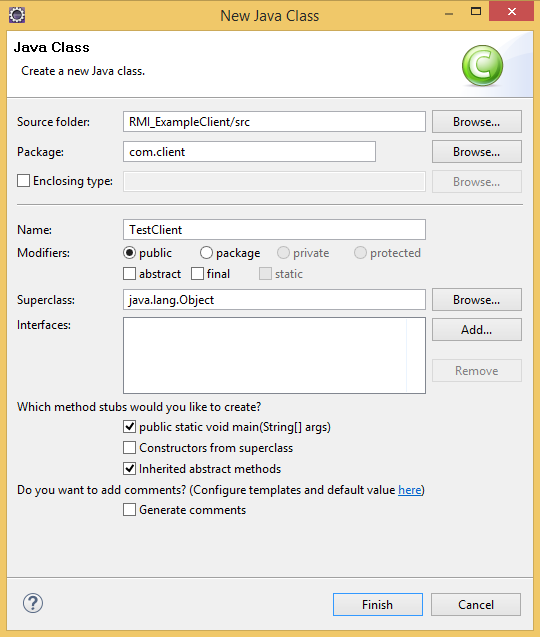 New Java Class
Java Class
Create a new Java class.
C
Source folder: RMI_ExampleClient/src Browse...
Package: com.client Browse...
Enclosing type: Browse...
Name: TestClient
Modifiers: public package private protected
abstract final static
Superclass: java.lang.Object Browse...
Interfaces: Add...
Remove
Which method stubs would you like to create?
public static void main(String[] args)
Constructors from superclass
Inherited abstract methods
Do you want to add comments? (Configure templates and default value here)
Generate comments
? Finish Cancel